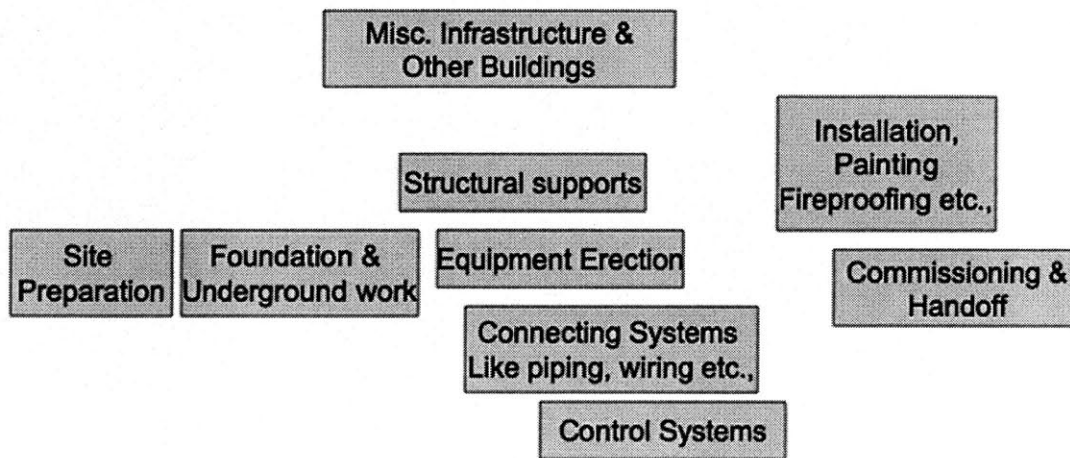 Misc. Infrastructure &
Other Buildings
Installation,
Painting
Fireproofing etc.,
Structural supports
Site
Preparation
Foundation &
Underground work
Equipment Erection
Commissioning &
Handoff
Connecting Systems
Like piping, wiring etc.,
Control Systems